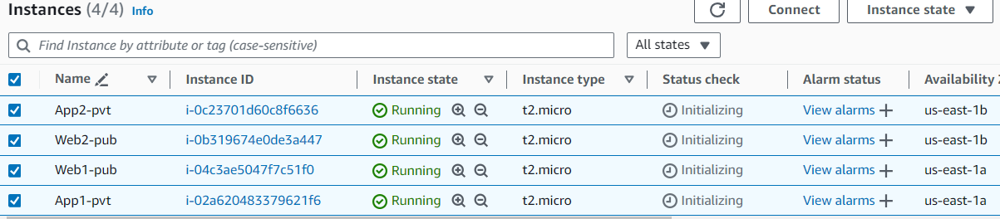 Instances (4/4) Info Connect Instance state
Find Instance by attribute or tag (case-sensitive) All states
Name Instance ID Instance state Instance type Status check Alarm status Availability
App2-pvt i-0c23701d60c8f6636 Running t2.micro Initializing View alarms us-east-1b
Web2-pub i-0b319674e0de3a447 Running t2.micro Initializing View alarms us-east-1b
Web1-pub i-04c3ae5047f7c51f0 Running t2.micro Initializing View alarms us-east-1a
App1-pvt i-02a620483379621f6 Running t2.micro Initializing View alarms us-east-1a